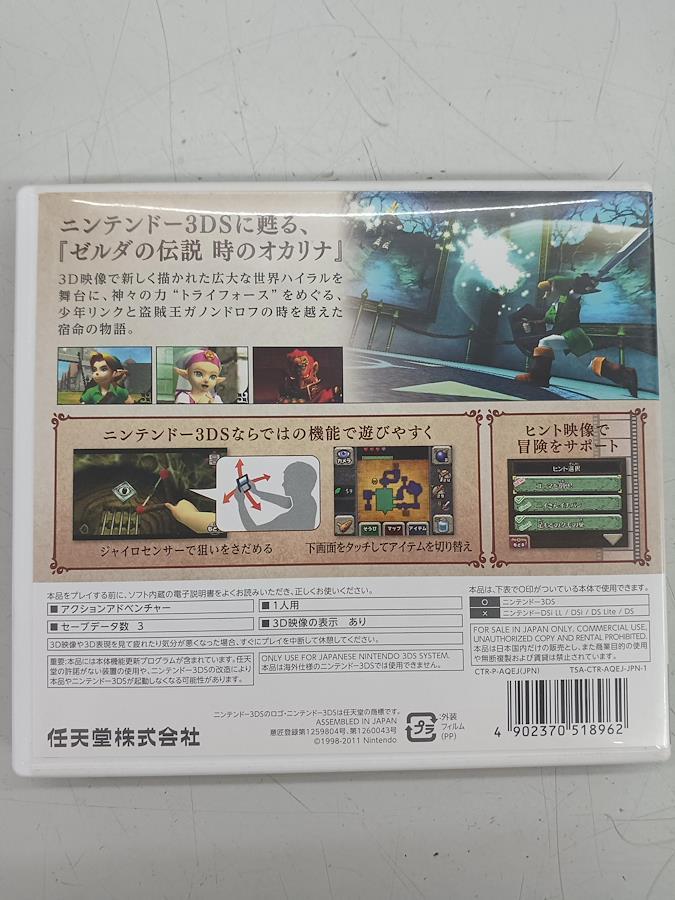 ニンテンドー3DSに甦る、
『ゼルダの伝説 時のオカリナ』
3D映像で新しく描かれた広大な世界ハイラルを
舞台に、神々の力“トライフォース”をめぐる、
少年リンクと盗賊王ガノンドロフの時を越えた
宿命の物語。
ニンテンドー3DSならではの機能で遊びやすく
ジャイロセンサーで狙いをさだめる
カメラ
そうび
マップ
アイテム
下画面をタッチしてアイテムを切り替え
ヒント映像で
冒険をサポート
ヒント選択
もどる
本品をプレイする前に、ソフト内蔵の電子説明書をよくお読みいただき、正しくお使いください。
■アクションアドベンチャー
■1人用
■セーブデータ数 3
■3D映像の表示 あり
3D映像や3D表現を見て疲れたり気分が悪くなった場合、すぐにプレイを中断して休憩してください。
重要:本品には本体機能更新プログラムが含まれています。任天
堂の許諾がない装置の使用や、ニンテンドー3DSの改造により
本品やニンテンドー3DSが起動しなくなる可能性があります。
ONLY USE FOR JAPANESE NINTENDO 3DS SYSTEM.
本品は海外仕様のニンテンドー3DSでは使用できません。
本品は、下表で○印がついている本体で使用できます。
○ ニンテンドー3DS
× ニンテンドーDSi LL / DSi / DS Lite / DS
FOR SALE IN JAPAN ONLY. COMMERCIAL USE,
UNAUTHORIZED COPY AND RENTAL PROHIBITED.
本品は日本国内だけの販売とし、また商業目的の使用
や無断複製および賃貸は禁止されています。
CTR-P-AQEJ(JPN)
TSA-CTR-AQEJ-JPN-1
任天堂株式会社
ニンテンドー3DSのロゴ・ニンテンドー3DSは任天堂の商標です。
ASSEMBLED IN JAPAN
意匠登録第1259804号、第1260043号
©1998-2011 Nintendo
プラ
外装
フィルム
(PP)
4 902370 518962